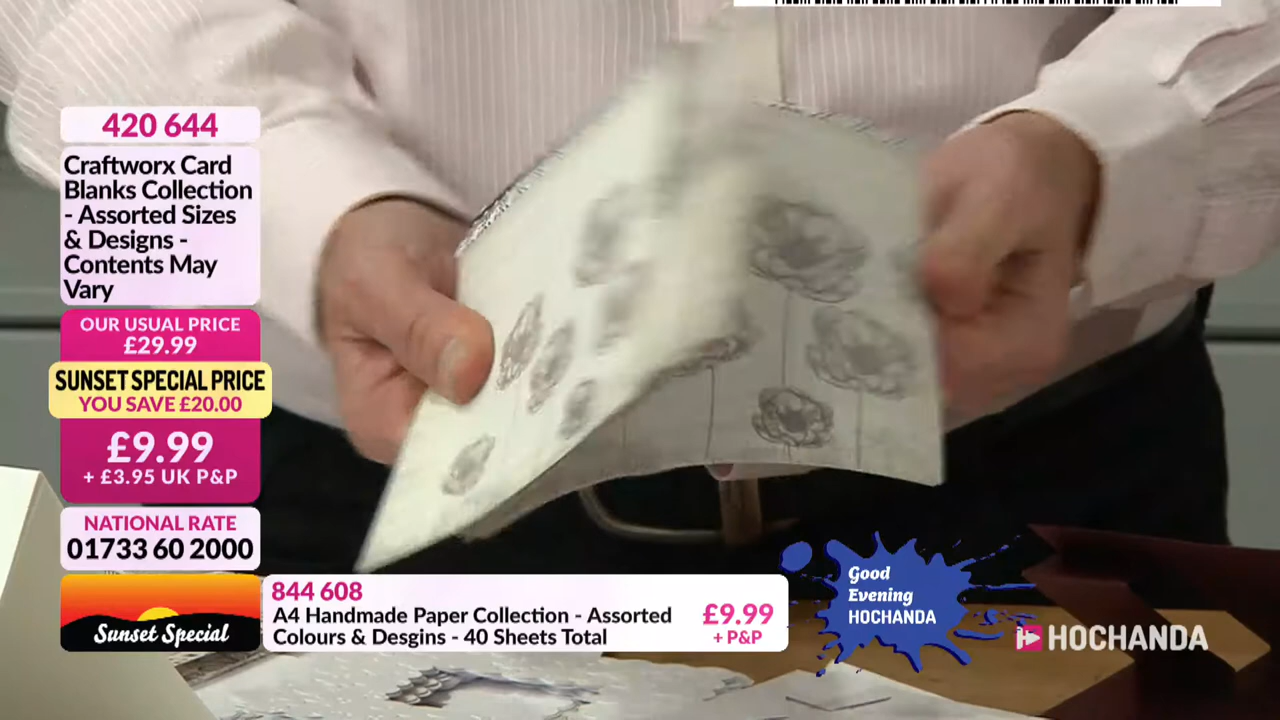 420 644
Craftworx Card
Blanks Collection
- Assorted Sizes
& Designs -
Contents May
Vary
OUR USUAL PRICE
£29.99
SUNSET SPECIAL PRICE
YOU SAVE £20.00
£9.99
+ £3.95 UK P&P
NATIONAL RATE
01733 60 2000
Sunset Special
844 608
A4 Handmade Paper Collection - Assorted
Colours & Desgins - 40 Sheets Total
£9.99
+ P&P
Good
Evening
HOCHANDA
HOCHANDA